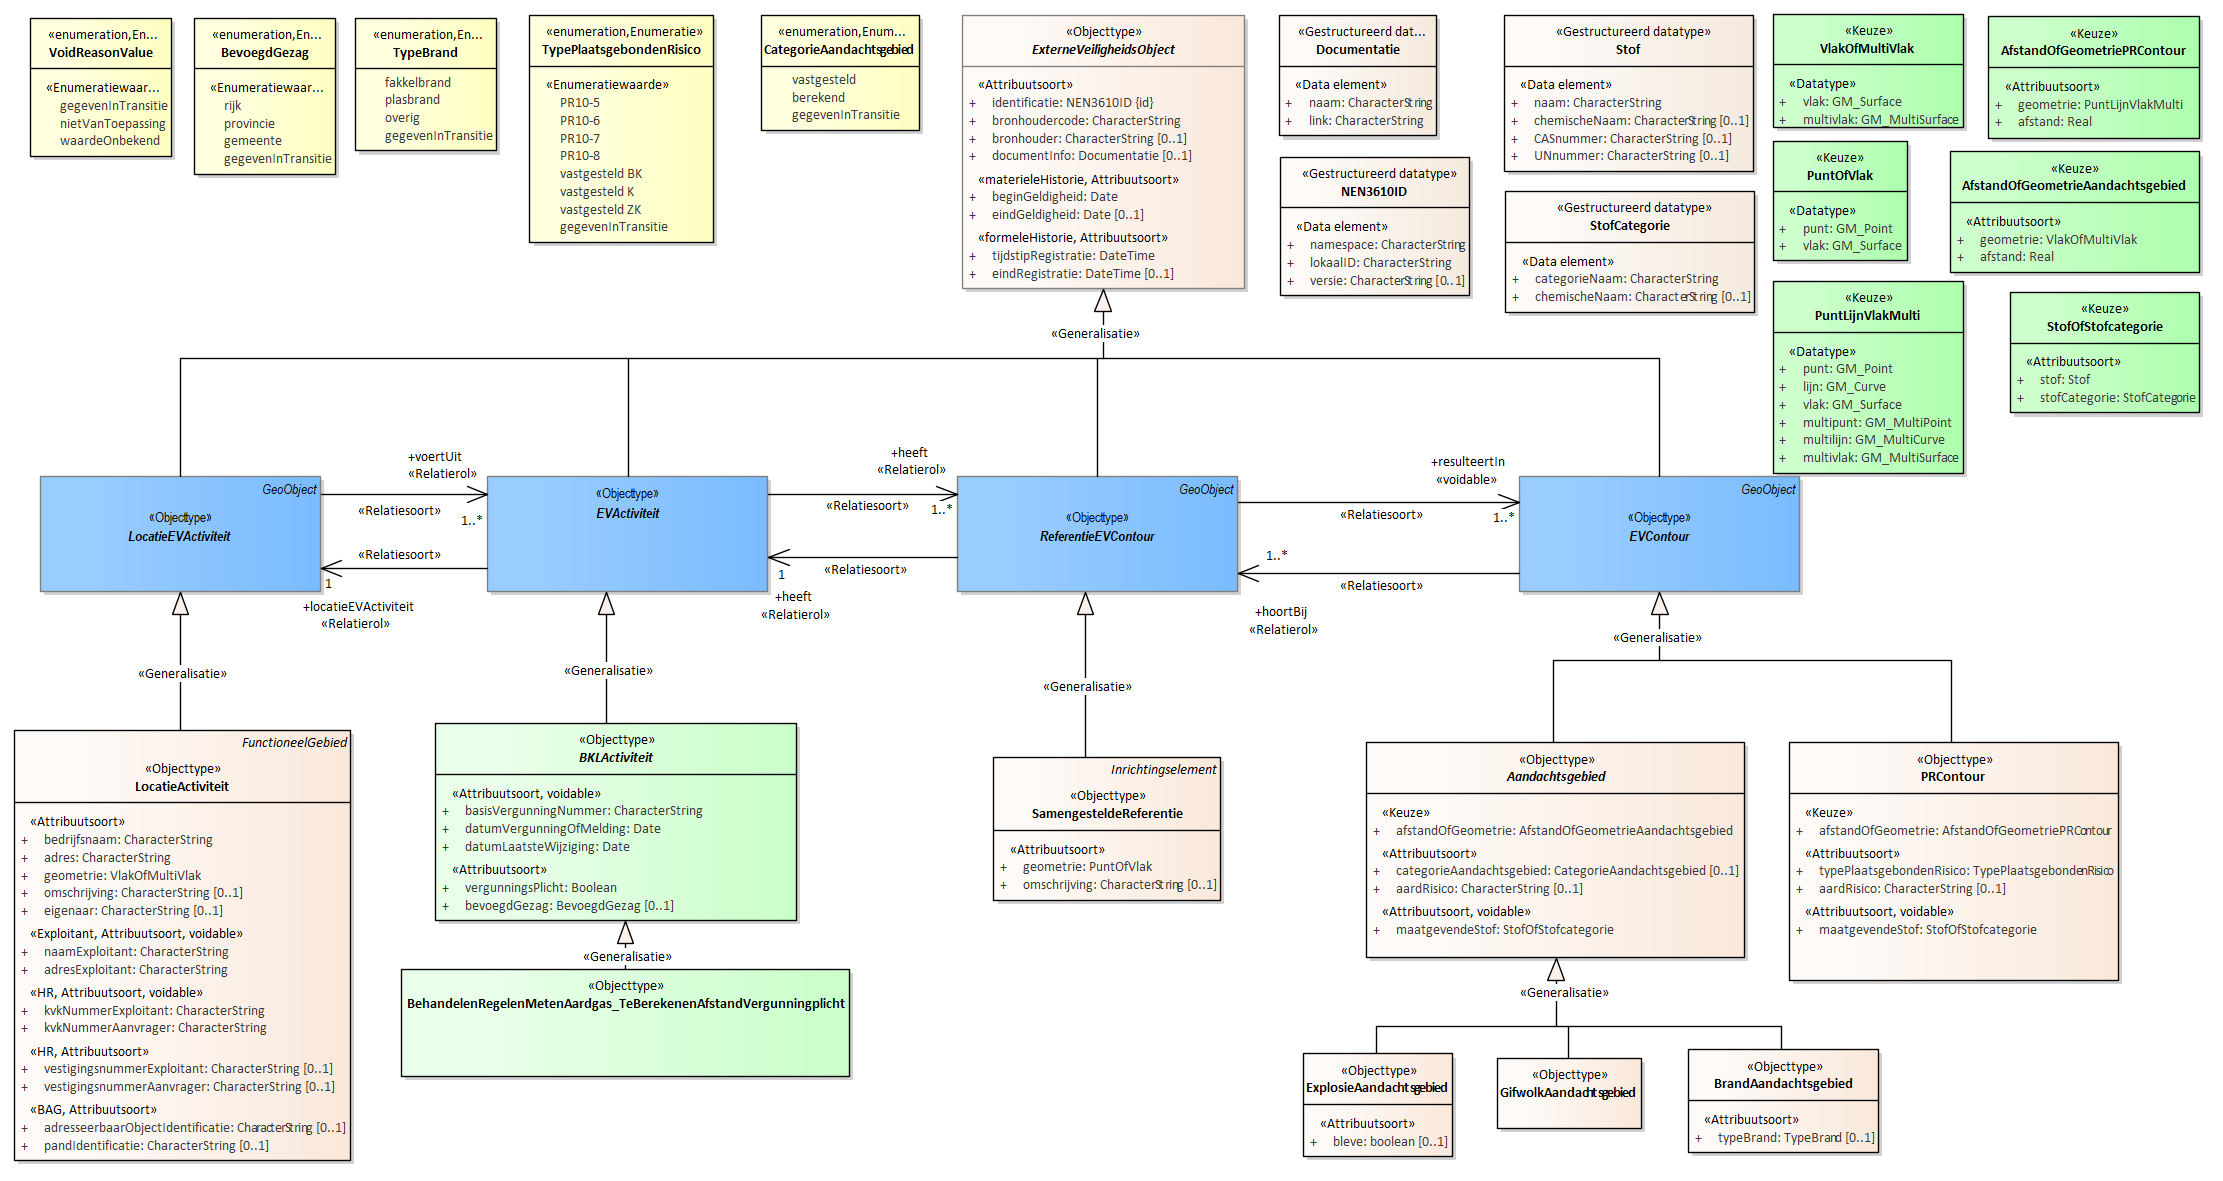 «enumeration,En...
VoidReasonValue
«Enumeratiewaar...
gegevenInTransitie
nietVanToepassing
waardeOnbekend
«enumeration,En...
BevoegdGezag
«Enumeratiewaar...
rijk
provincie
gemeente
gegevenInTransitie
«enumeration,En...
TypeBrand
fakkelbrand
plasbrand
overig
gegevenInTransitie
«enumeration,Enumeratie»
TypePlaatsgebondenRisico
«Enumeratiewaarde»
PR10-5
PR10-6
PR10-7
PR10-8
vastgesteld BK
vastgesteld K
vastgesteld ZK
gegevenInTransitie
«enumeration,Enum...
CategorieAandachtsgebied
vastgesteld
berekend
gegevenInTransitie
«Objecttype»
ExterneVeiligheidsObject
«Attribuutsoort»
+ identificatie: NEN3610ID {id}
+ bronhoudercode: CharacterString
+ bronhouder: CharacterString [0..1]
+ documentInfo: Documentatie [0..1]
«materieleHistorie, Attribuutsoort»
+ beginGeldigheid: Date
+ eindGeldigheid: Date [0..1]
«formeleHistorie, Attribuutsoort»
+ tijdstipRegistratie: DateTime
+ eindRegistratie: DateTime [0..1]
«Gestructureerd dat...
Documentatie
«Data element»
+ naam: CharacterString
+ link: CharacterString
«Gestructureerd datatype»
NEN3610ID
«Data element»
+ namespace: CharacterString
+ lokaalID: CharacterString
+ versie: CharacterString [0..1]
«Gestructureerd datatype»
Stof
«Data element»
+ naam: CharacterString
+ chemischeNaam: CharacterString [0..1]
+ CASnummer: CharacterString [0..1]
+ UNnummer: CharacterString [0..1]
«Gestructureerd datatype»
StofCategorie
«Data element»
+ categorieNaam: CharacterString
+ chemischeNaam: CharacterString [0..1]
«Keuze»
VlakOfMultiVlak
«Datatype»
+ vlak: GM_Surface
+ multivlak: GM_MultiSurface
«Keuze»
PuntOfVlak
«Datatype»
+ punt: GM_Point
+ vlak: GM_Surface
«Keuze»
PuntLijnVlakMulti
«Datatype»
+ punt: GM_Point
+ lijn: GM_Curve
+ vlak: GM_Surface
+ multipunt: GM_MultiPoint
+ multilijn: GM_MultiCurve
+ multivlak: GM_MultiSurface
«Keuze»
AfstandOfGeometriePRContour
«Attribuutsoort»
+ geometrie: PuntLijnVlakMulti
+ afstand: Real
«Keuze»
AfstandOfGeometrieAandachtsgebied
«Attribuutsoort»
+ geometrie: VlakOfMultiVlak
+ afstand: Real
«Keuze»
StofOfStofcategorie
«Attribuutsoort»
+ stof: Stof
+ stofCategorie: StofCategorie
«Generalisatie»
GeoObject
«Objecttype»
LocatieEVActiviteit
+voertUit
«Relatierol»
«Relatiesoort»
1..*
«Relatiesoort»
1
+locatieEVActiviteit
«Relatierol»
«Objecttype»
EVActiviteit
+heeft
«Relatierol»
«Relatiesoort»
1..*
«Relatiesoort»
1
+heeft
«Relatierol»
GeoObject
«Objecttype»
ReferentieEVContour
+resulteertIn
«voidable»
«Relatiesoort»
1..*
1..*
«Relatiesoort»
+hoortBij
«Relatierol»
GeoObject
«Objecttype»
EVContour
«Generalisatie»
«Generalisatie»
«Generalisatie»
«Generalisatie»
FunctioneelGebied
«Objecttype»
LocatieActiviteit
«Attribuutsoort»
+ bedrijfsnaam: CharacterString
+ adres: CharacterString
+ geometrie: VlakOfMultiVlak
+ omschrijving: CharacterString [0..1]
+ eigenaar: CharacterString [0..1]
«Exploitant, Attribuutsoort, voidable»
+ naamExploitant: CharacterString
+ adresExploitant: CharacterString
«HR, Attribuutsoort, voidable»
+ kvkNummerExploitant: CharacterString
+ kvkNummerAanvrager: CharacterString
«HR, Attribuutsoort»
+ vestigingsnummerExploitant: CharacterString [0..1]
+ vestigingsnummerAanvrager: CharacterString [0..1]
«BAG, Attribuutsoort»
+ adresseerbaarObjectIdentificatie: CharacterString [0..1]
+ pandIdentificatie: CharacterString [0..1]
«Objecttype»
BKLActiviteit
«Attribuutsoort, voidable»
+ basisVergunningNummer: CharacterString
+ datumVergunningOfMelding: Date
+ datumLaatsteWijziging: Date
«Attribuutsoort»
+ vergunningsPlicht: Boolean
+ bevoegdGezag: BevoegdGezag [0..1]
«Generalisatie»
«Objecttype»
BehandelenRegelenMetenAardgas_TeBerekenenAfstandVergunningplicht
Inrichtingselement
«Objecttype»
SamengesteldeReferentie
«Attribuutsoort»
+ geometrie: PuntOfVlak
+ omschrijving: CharacterString [0..1]
«Objecttype»
Aandachtsgebied
«Keuze»
+ afstandOfGeometrie: AfstandOfGeometrieAandachtsgebied
«Attribuutsoort»
+ categorieAandachtsgebied: CategorieAandachtsgebied [0..1]
+ aardRisico: CharacterString [0..1]
«Attribuutsoort, voidable»
+ maatgevendeStof: StofOfStofcategorie
«Objecttype»
PRContour
«Keuze»
+ afstandOfGeometrie: AfstandOfGeometriePRContour
«Attribuutsoort»
+ typePlaatsgebondenRisico: TypePlaatsgebondenRisico
+ aardRisico: CharacterString [0..1]
«Attribuutsoort, voidable»
+ maatgevendeStof: StofOfStofcategorie
«Generalisatie»
«Objecttype»
ExplosieAandachtsgebied
«Attribuutsoort»
+ bleve: boolean [0..1]
«Objecttype»
GifwolkAandachtsgebied
«Objecttype»
BrandAandachtsgebied
«Attribuutsoort»
+ typeBrand: TypeBrand [0..1]